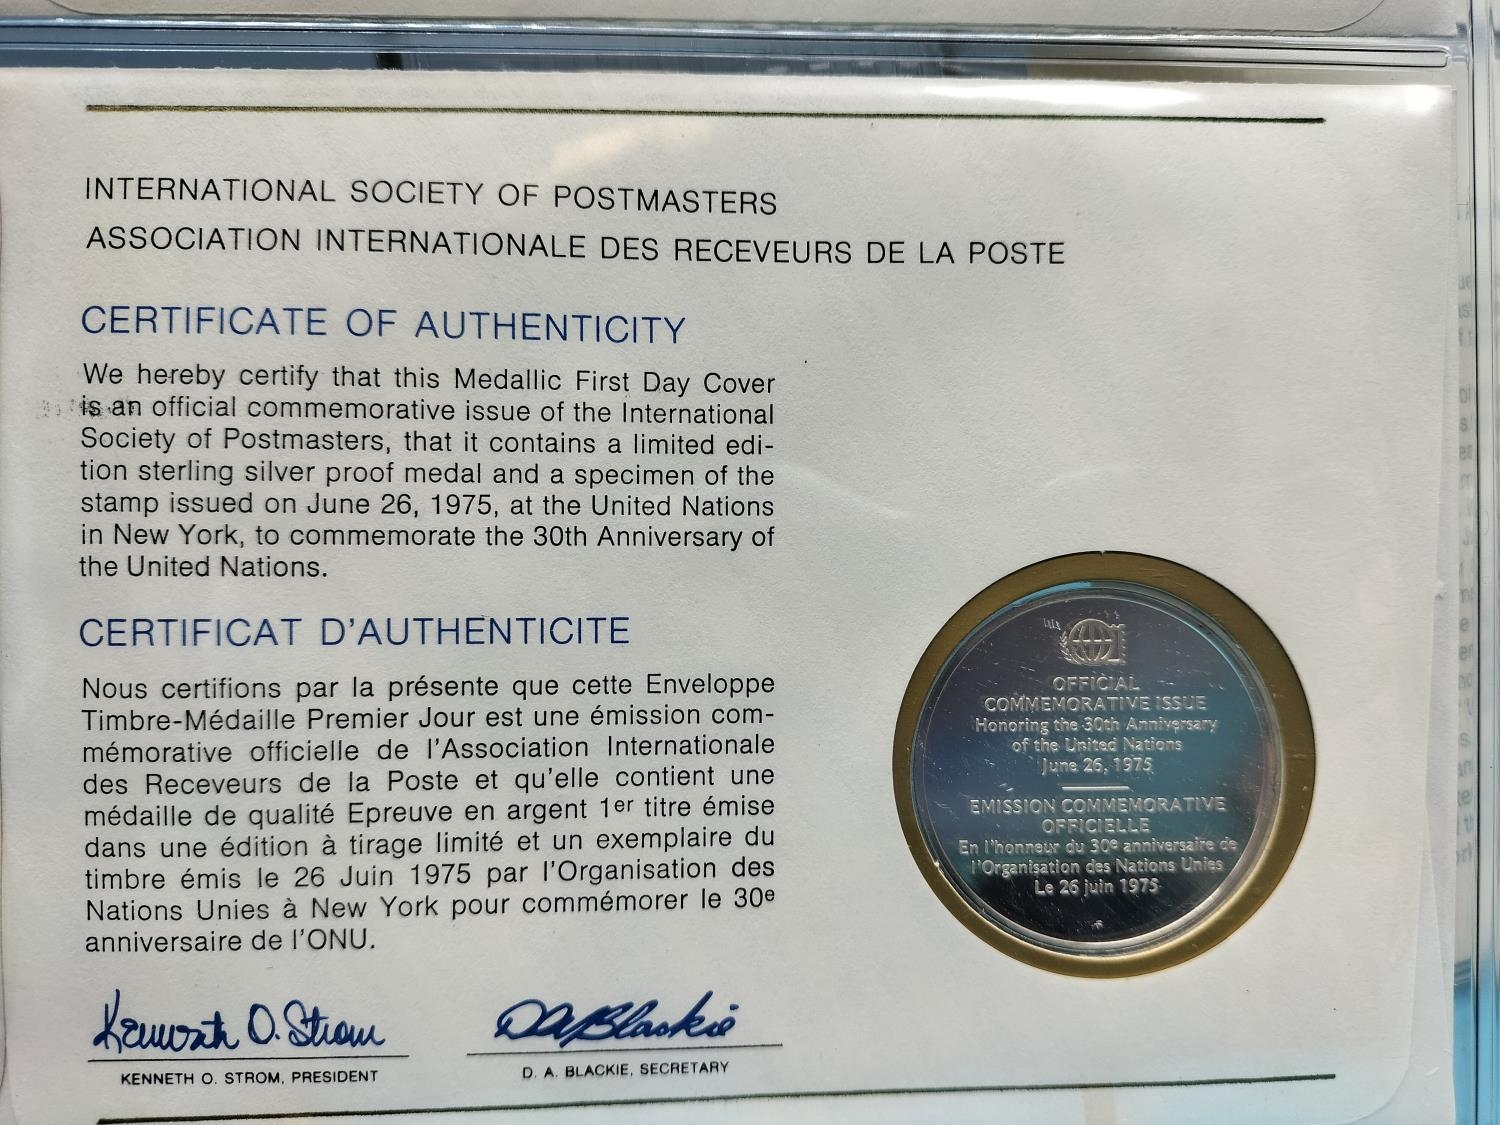 INTERNATIONAL SOCIETY OF POSTMASTERS
ASSOCIATION INTERNATIONALE DES RECEVEURS DE LA POSTE
CERTIFICATE OF AUTHENTICITY
We hereby certify that this Medallic First Day Cover
is an official commemorative issue of the International
Society of Postmasters, that it contains a limited edi-
tion sterling silver proof medal and a specimen of the
stamp issued on June 26, 1975, at the United Nations
in New York, to commemorate the 30th Anniversary of
the United Nations.
CERTIFICAT D'AUTHENTICITE
Nous certifions par la présente que cette Enveloppe
Timbre-Médaille Premier Jour est une émission com-
mémorative officielle de l'Association Internationale
des Receveurs de la Poste et qu'elle contient une
médaille de qualité Epreuve en argent 1er titre émise
dans une édition à tirage limité et un exemplaire du
timbre émis le 26 Juin 1975 par l'Organisation des
Nations Unies à New York pour commémorer le 30e
anniversaire de l'ONU.
Kenneth O. Strom
KENNETH O. STROM, PRESIDENT
DA Blackie
D. A. BLACKIE, SECRETARY
OFFICIAL
COMMEMORATIVE ISSUE
Honoring the 30th Anniversary
of the United Nations
June 26, 1975
EMISSION COMMEMORATIVE
OFFICIELLE
En l'honneur du 30e anniversaire de
l'Organisation des Nations Unies
Le 26 juin 1975